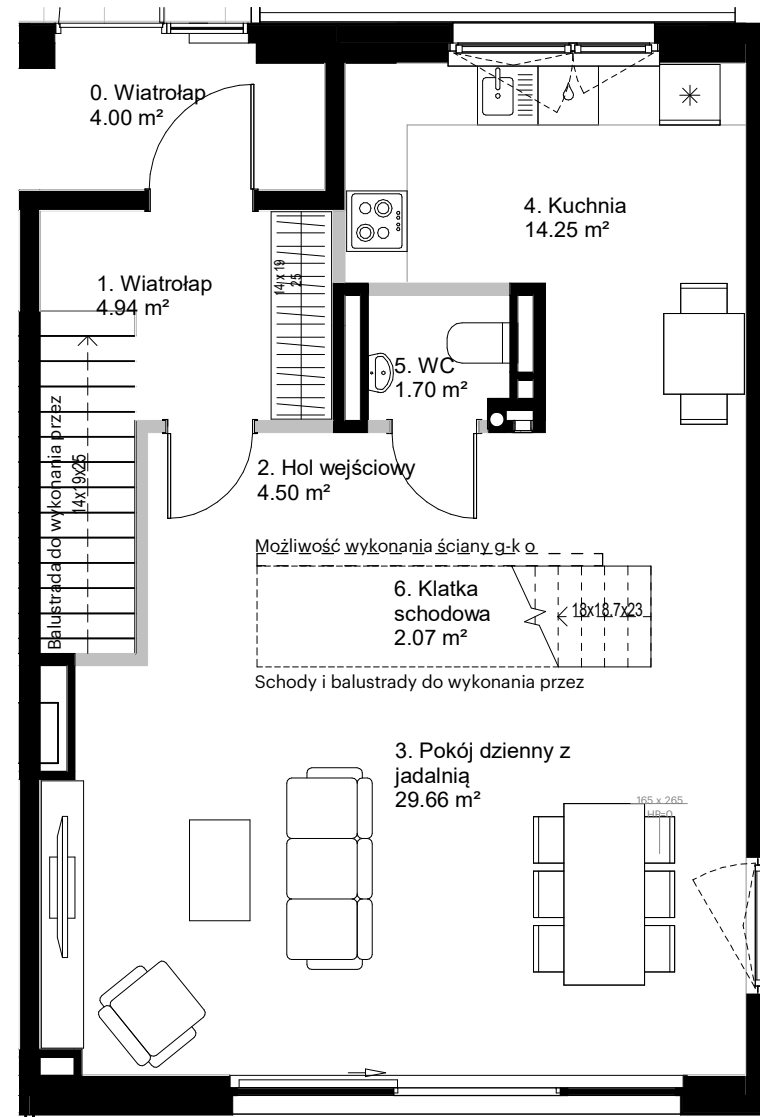 0. Wiatrołap
4.00 m²
4. Kuchnia
14.25 m²
1. Wiatrołap
4.94 m²
14 x 19
25
5. WC
1.70 m²
2. Hol wejściowy
4.50 m²
Balustrada do wykonania przez
14x19x25
Możliwość wykonania ściany g-k o
6. Klatka
schodowa
2.07 m²
18x18.7x23
Schody i balustrady do wykonania przez
3. Pokój dzienny z
jadalnią
29.66 m²
165 x 265
HP=0